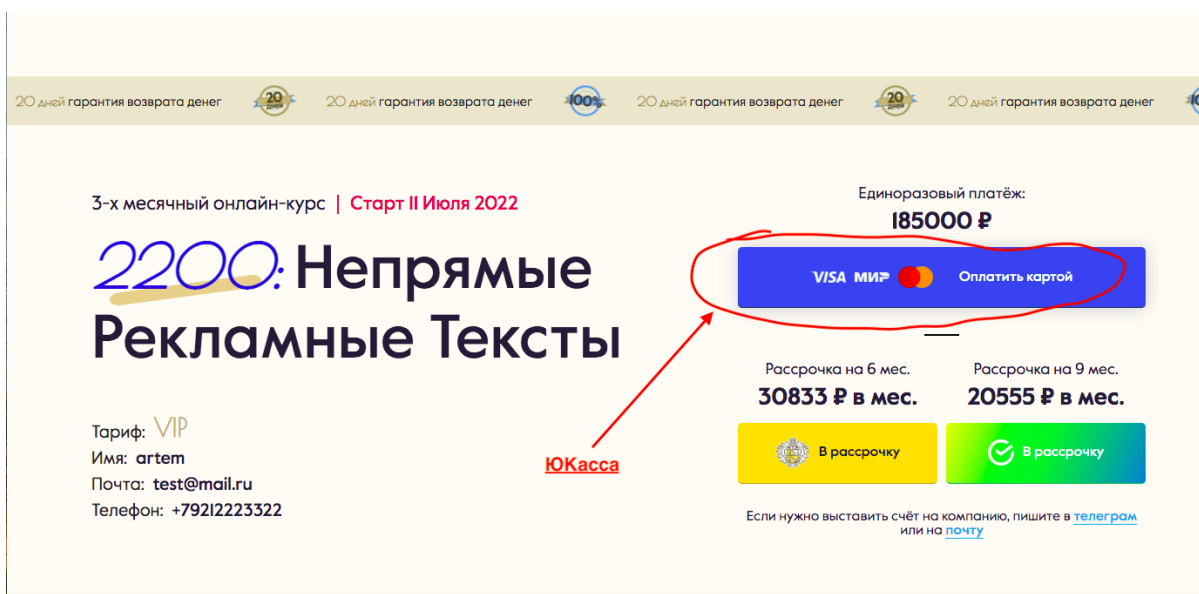 20 дней гарантия возврата денег 20 ДНЕЙ 20 дней гарантия возврата денег 100% 20 дней гарантия возврата денег 20 ДНЕЙ 20 дней гарантия возврата денег
3-х месячный онлайн-курс | Старт 11 Июля 2022
2200: Непрямые
Рекламные Тексты
Тариф: VIP
Имя: artem
Почта: test@mail.ru
Телефон: +79212223322
ЮКасса
Единоразовый платёж:
185000 ₽
VISA МИР Оплатить картой
Рассрочка на 6 мес.
30833 ₽ в мес.
В рассрочку
Рассрочка на 9 мес.
20555 ₽ в мес.
В рассрочку
Если нужно выставить счёт на компанию, пишите в телеграм
или на почту